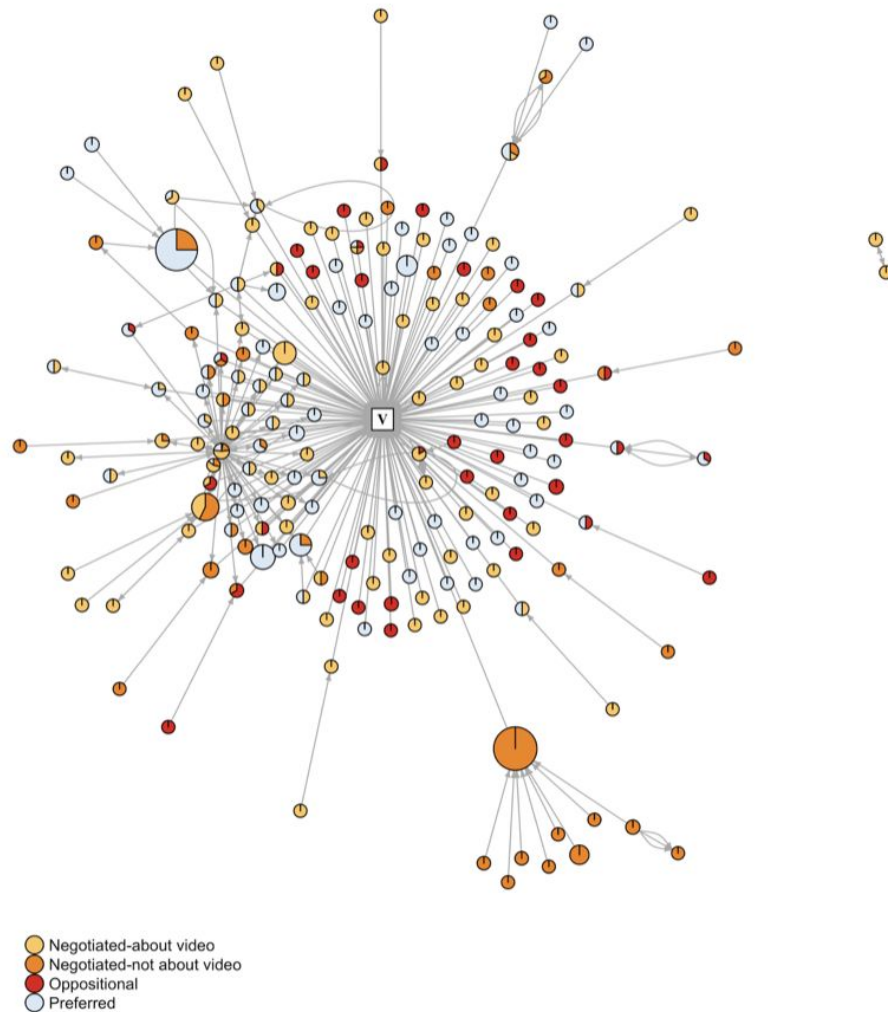 V
Negotiated-about video
Negotiated-not about video
Oppositional
Preferred